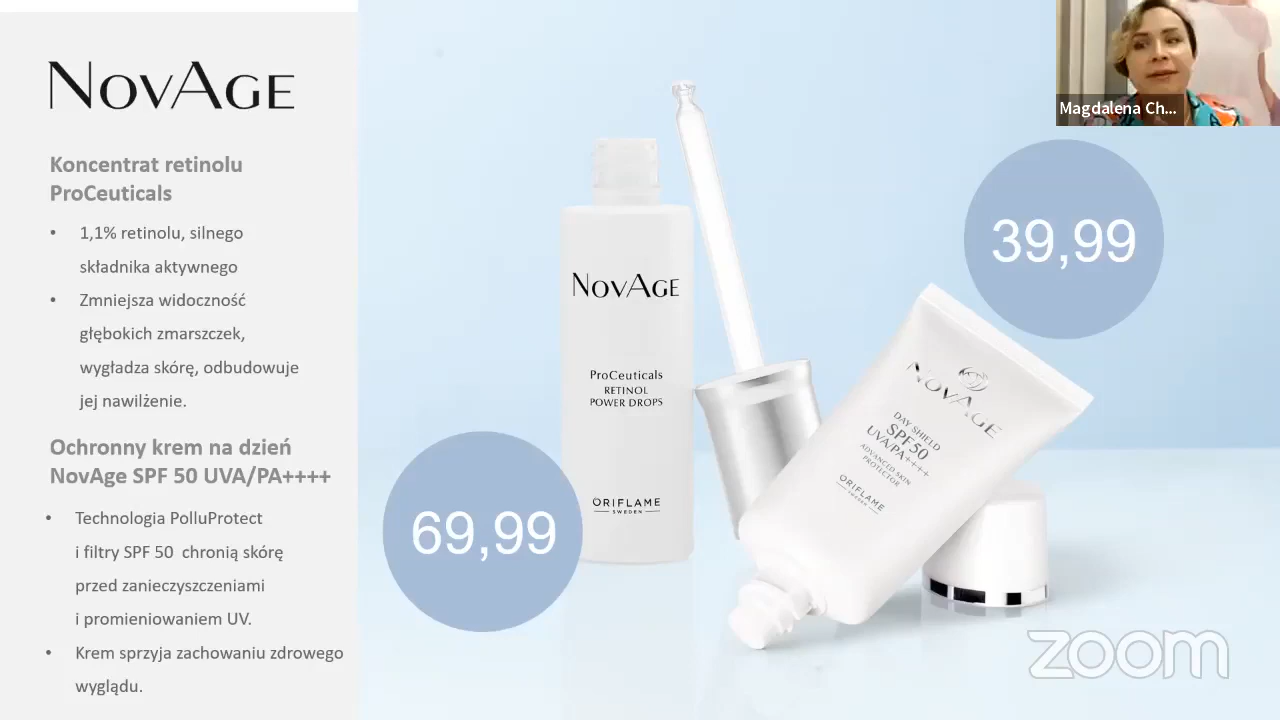 NOVAGE
Koncentrat retinolu
ProCeuticals
• 1,1% retinolu, silnego
składnika aktywnego
• Zmniejsza widoczność
głębokich zmarszczek,
wygładza skórę, odbudowuje
jej nawilżenie.
Ochronny krem na dzień
NovAge SPF 50 UVA/PA++++
• Technologia PolluProtect
i filtry SPF 50 chronią skórę
przed zanieczyszczeniami
i promieniowaniem UV.
• Krem sprzyja zachowaniu zdrowego
wyglądu.
69,99
NOVAGE
ProCeuticals
RETINOL
POWER DROPS
ORIFLAME
SWEDEN
39,99
NOVAGE
DAY SHIELD
SPF50
UVA/PA++++
ADVANCED SKIN
PROTECTOR
ORIFLAME
SWEDEN
Magdalena Ch...
zoom